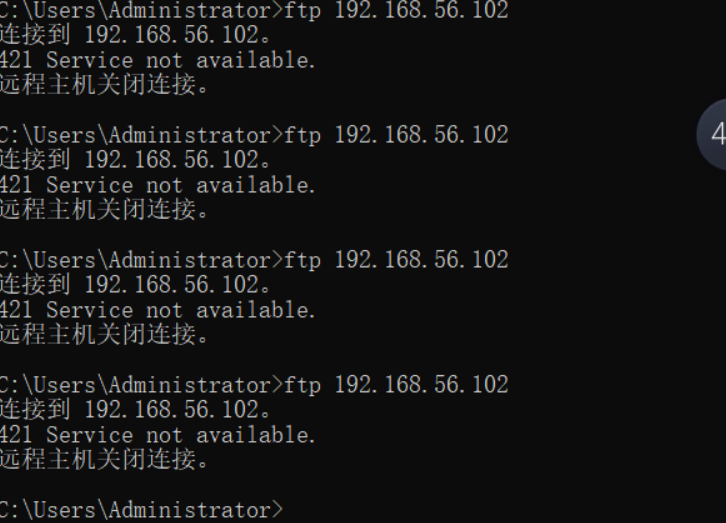 C:\Users\Administrator>ftp 192.168.56.102
连接到 192.168.56.102。
421 Service not available.
远程主机关闭连接。
C:\Users\Administrator>ftp 192.168.56.102
连接到 192.168.56.102。
421 Service not available.
远程主机关闭连接。
C:\Users\Administrator>ftp 192.168.56.102
连接到 192.168.56.102。
421 Service not available.
远程主机关闭连接。
C:\Users\Administrator>ftp 192.168.56.102
连接到 192.168.56.102。
421 Service not available.
远程主机关闭连接。
C:\Users\Administrator>
4